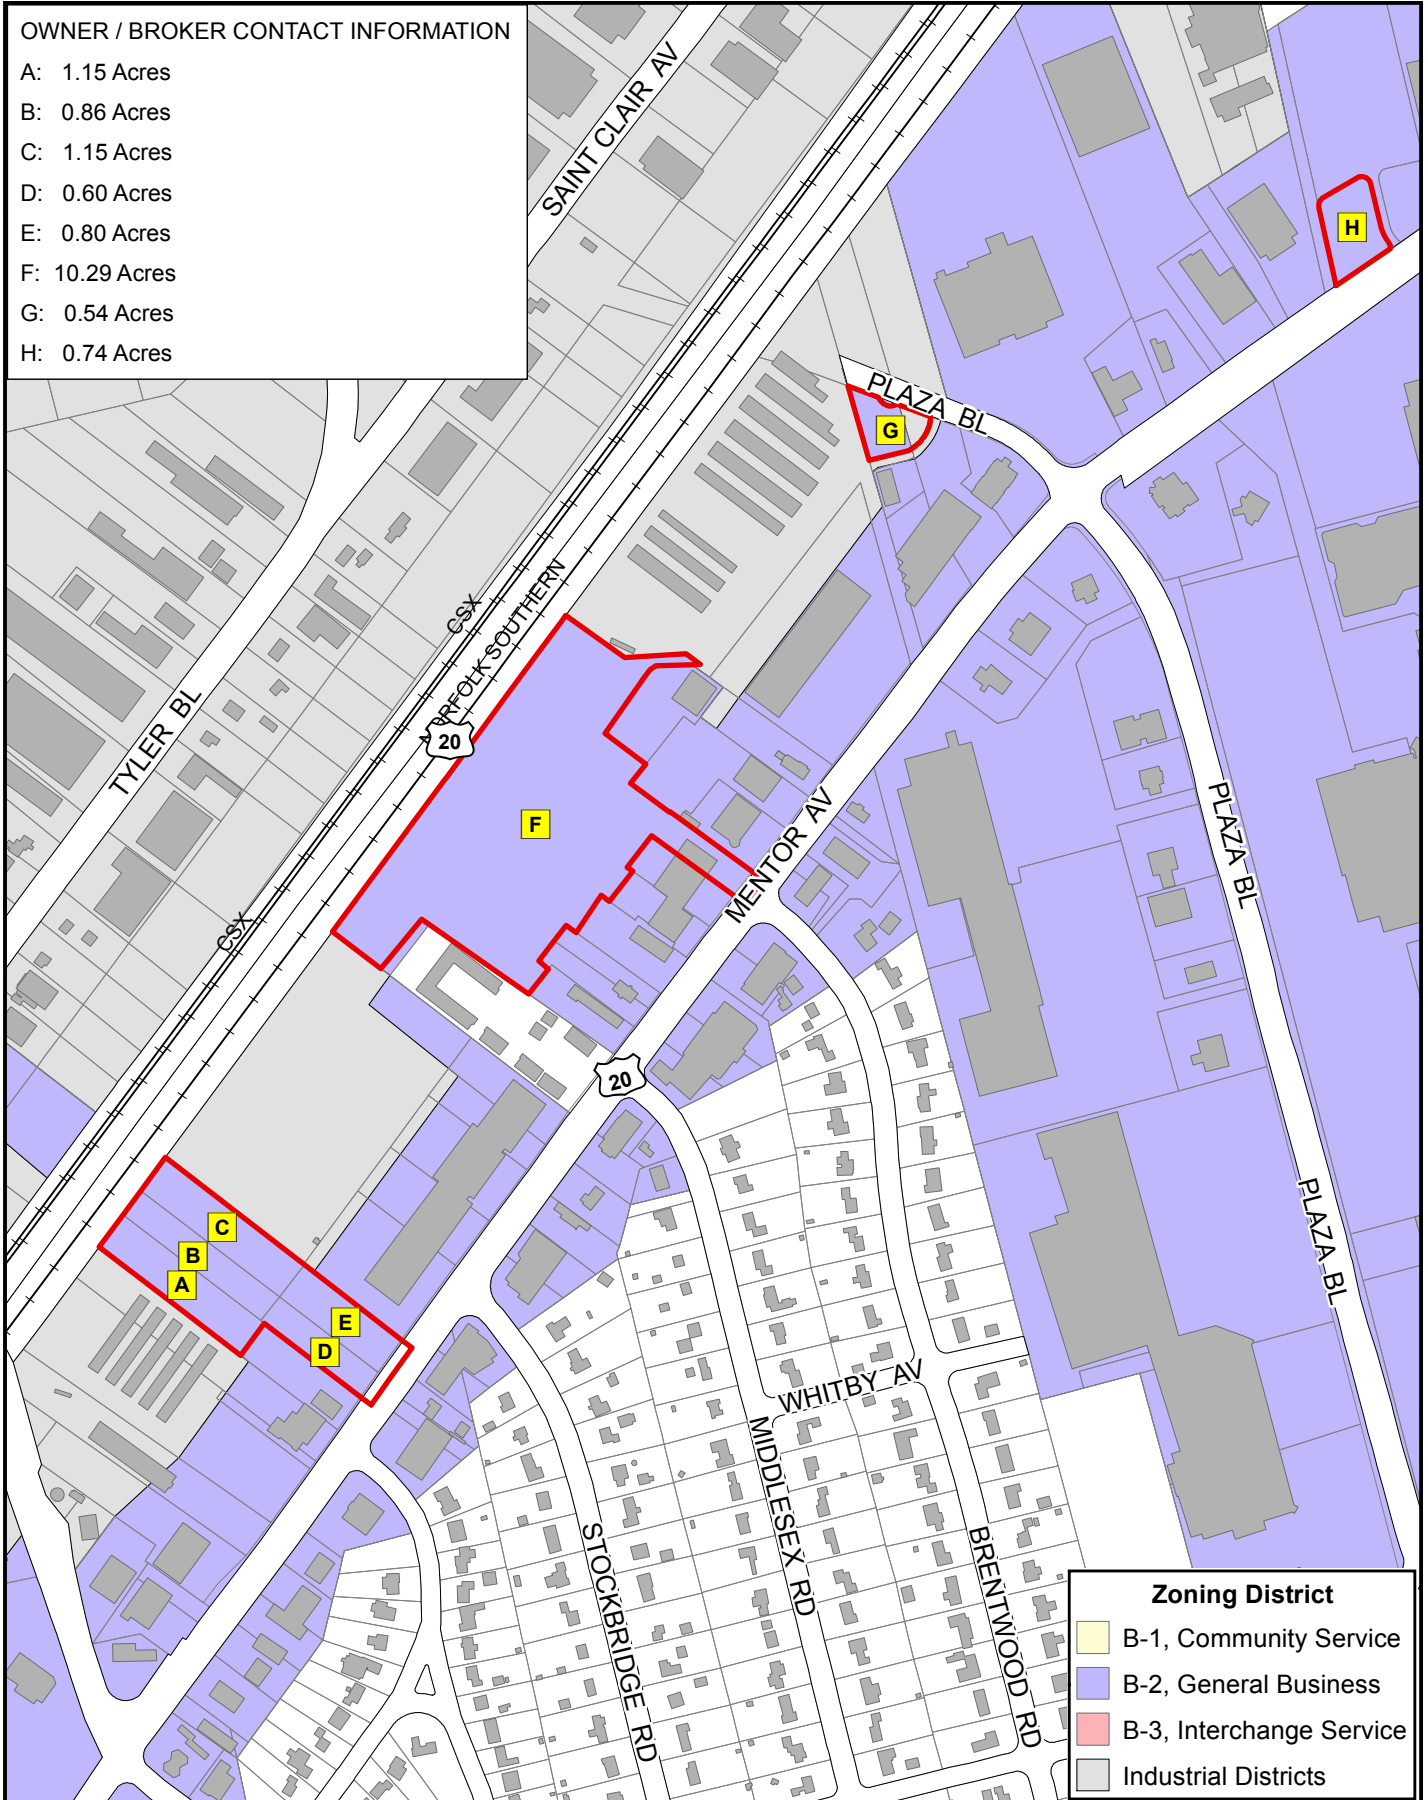 OWNER / BROKER CONTACT INFORMATION
A: 1.15 Acres
B: 0.86 Acres
C: 1.15 Acres
D: 0.60 Acres
E: 0.80 Acres
F: 10.29 Acres
G: 0.54 Acres
H: 0.74 Acres
SAINT CLAIR AV
H
PLAZA BL
G
CSX
NORFOLK SOUTHERN
20
TYLER BL
F
MENTOR AV
PLAZA BL
CSX
20
PLAZA BL
C
B
A
E
D
WHITBY AV
MIDDLESEX RD
STOCKBRIDGE RD
BRENTWOOD RD
Zoning District
B-1, Community Service
B-2, General Business
B-3, Interchange Service
Industrial Districts